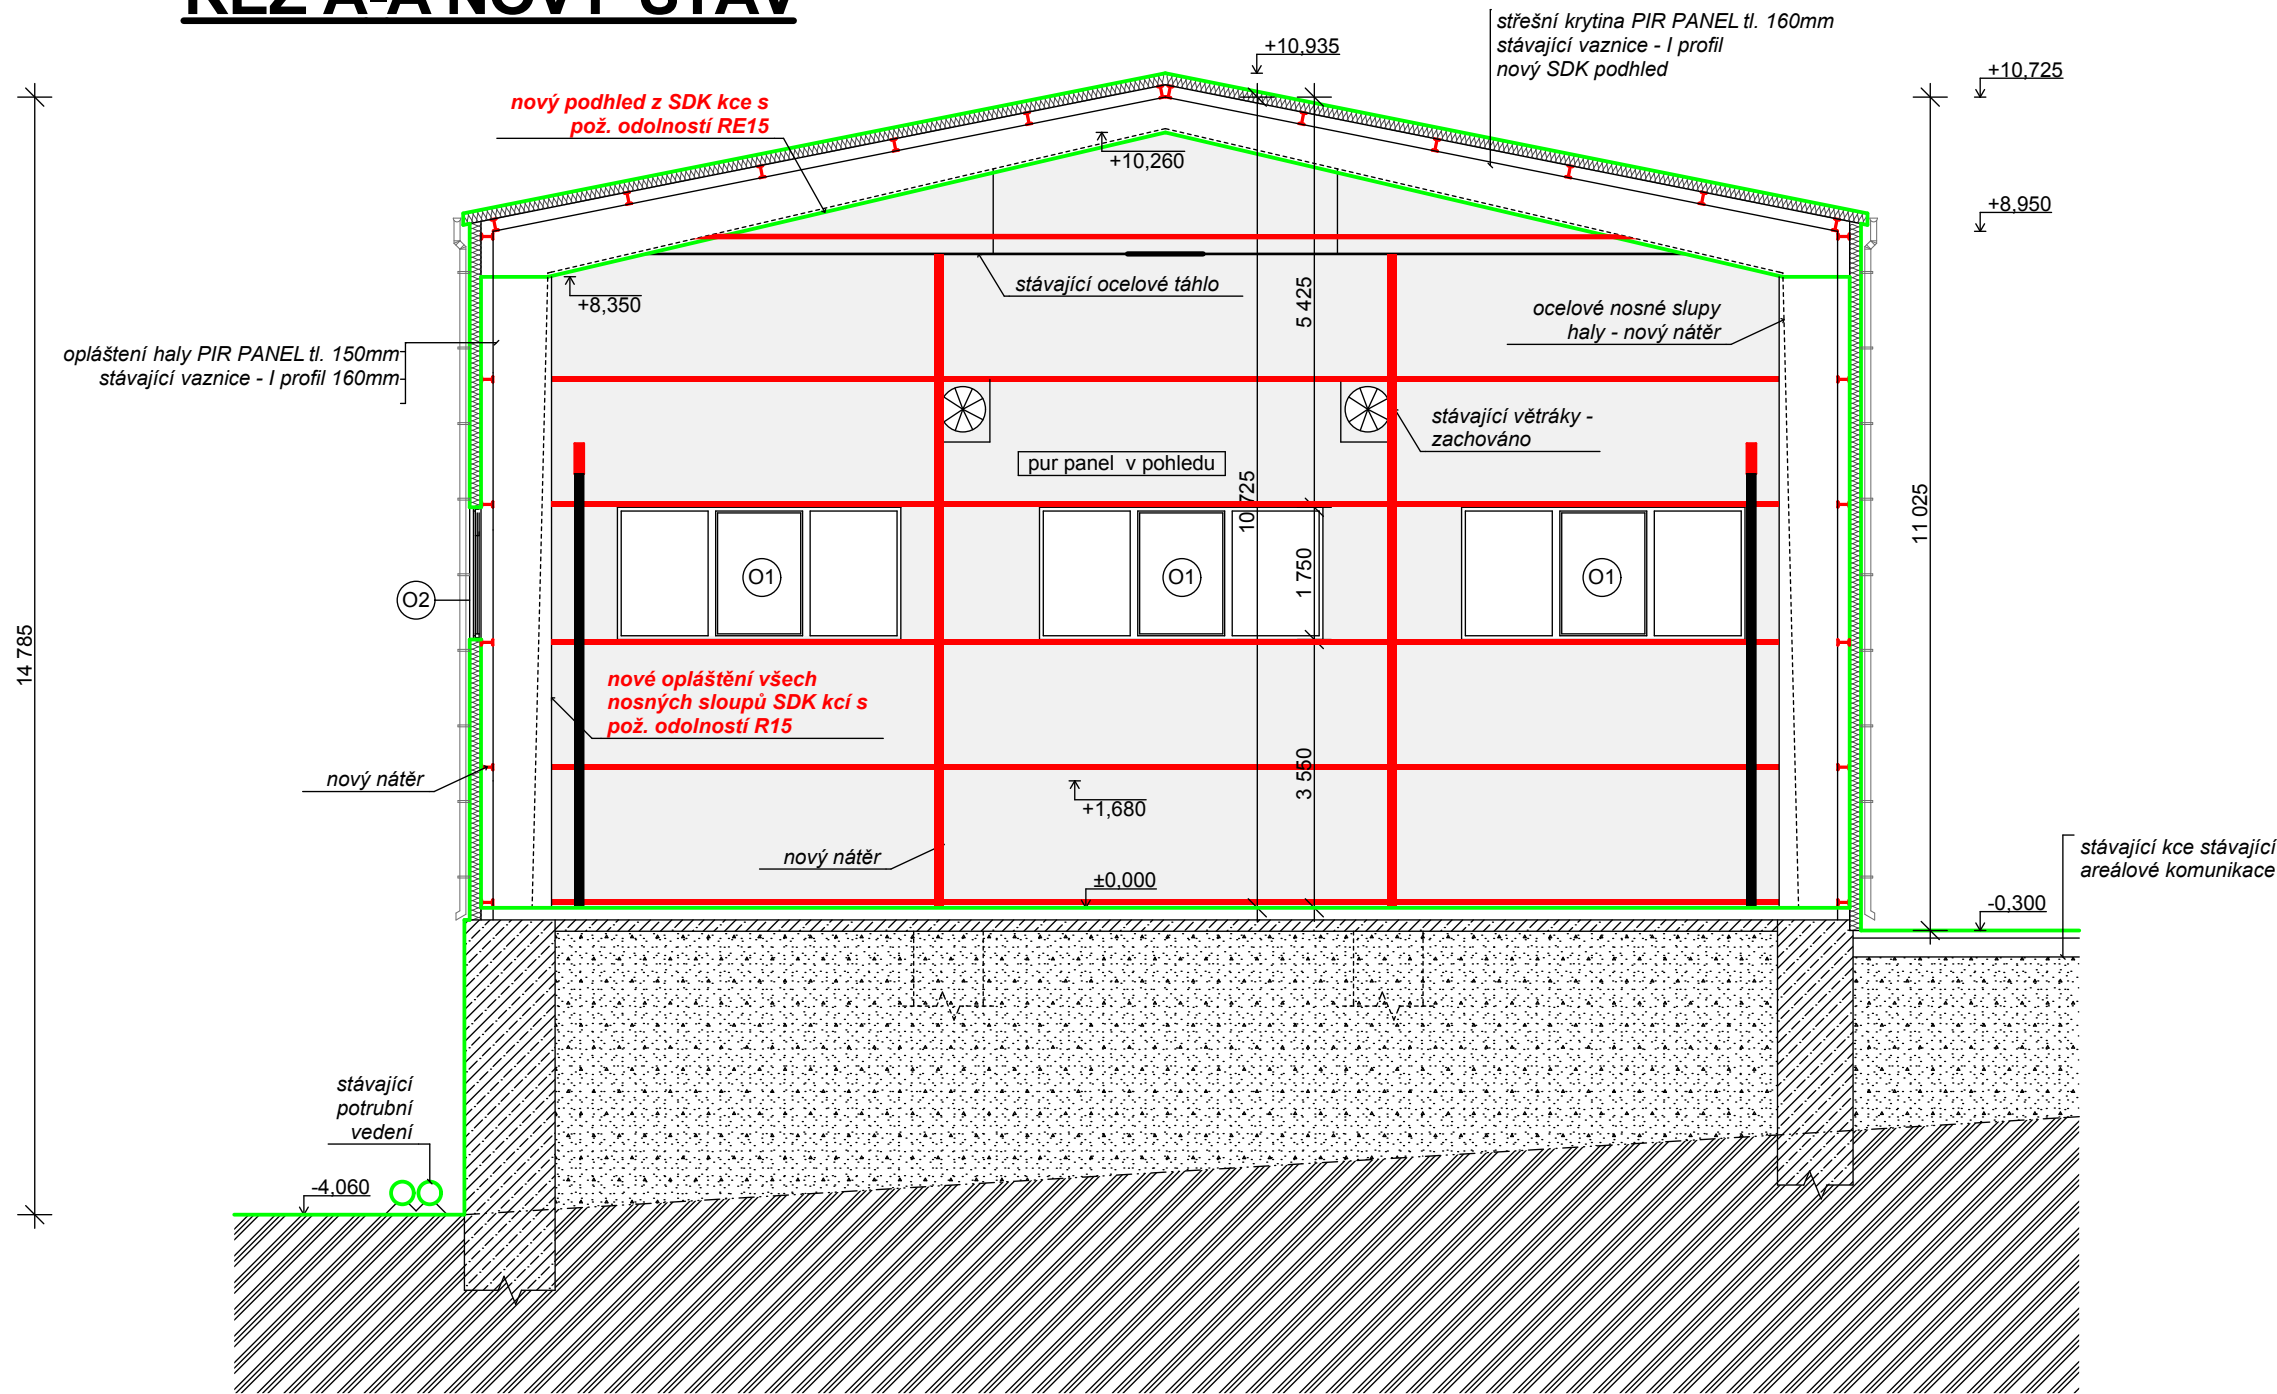 ŘEZ A-A NOVÝ STAV
střešní krytina PIR PANEL tl. 160mm
stávající vaznice - I profil
nový SDK podhled
+10,935
+10,725
nový podhled z SDK kce s
pož. odolností RE15
+10,260
+8,950
stávající ocelové táhlo
+8,350
5 425
ocelové nosné slupy
haly - nový nátěr
opláštění haly PIR PANEL tl. 150mm
stávající vaznice - I profil 160mm
stávající větráky -
zachováno
pur panel v pohledu
10 725
11 025
O1
O1
O1
1 750
O2
14 785
nové opláštění všech
nosných sloupů SDK kcí s
pož. odolností R15
nový nátěr
3 550
+1,680
nový nátěr
±0,000
stávající kce stávající
areálové komunikace
-0,300
stávající
potrubní
vedení
-4,060